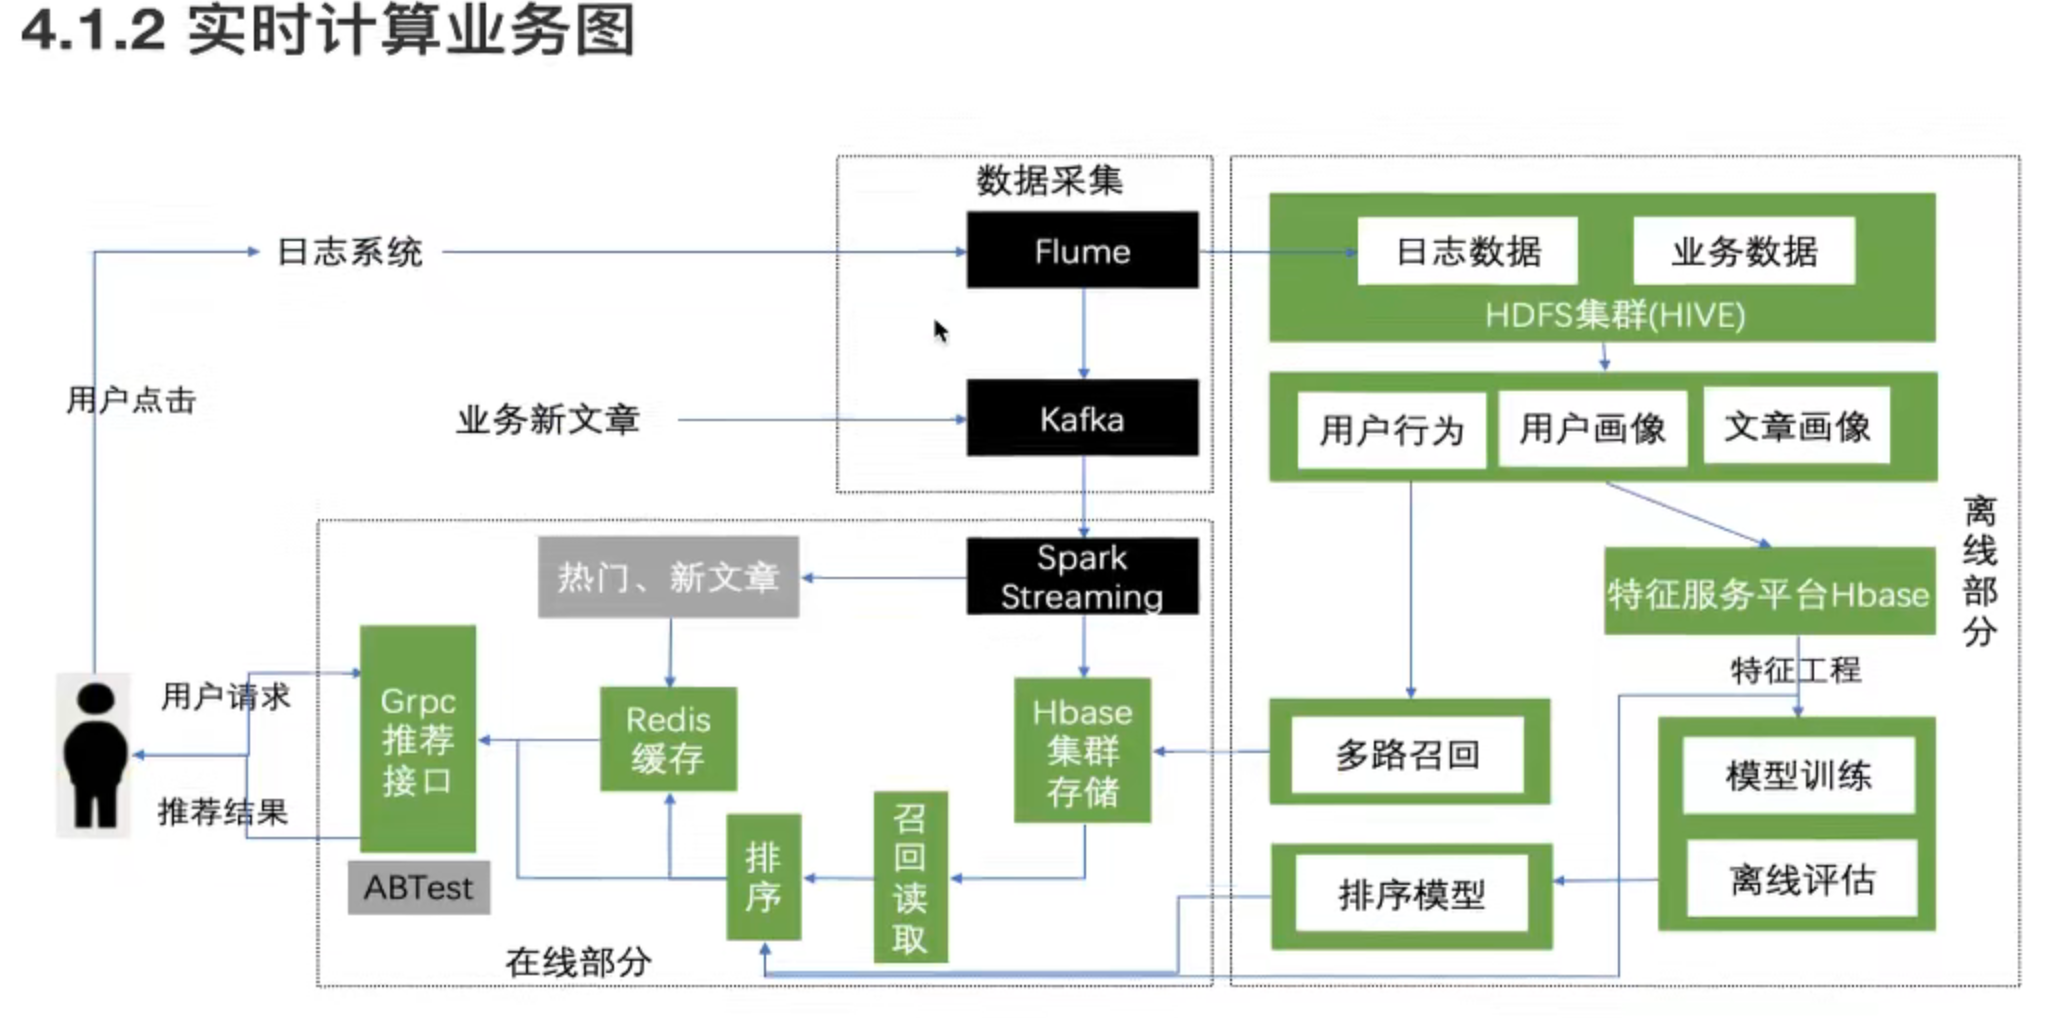 4.1.2 实时计算业务图
数据采集
日志系统
Flume
日志数据
业务数据
HDFS集群(HIVE)
用户点击
业务新文章
Kafka
用户行为
用户画像
文章画像
离
线
部
分
热门、新文章
Spark
Streaming
特征服务平台Hbase
特征工程
用户请求
推荐结果
Grpc
推荐
接口
ABTest
Redis
缓存
Hbase
集群
存储
多路召回
模型训练
离线评估
排序模型
排
序
召
回
读
取
在线部分